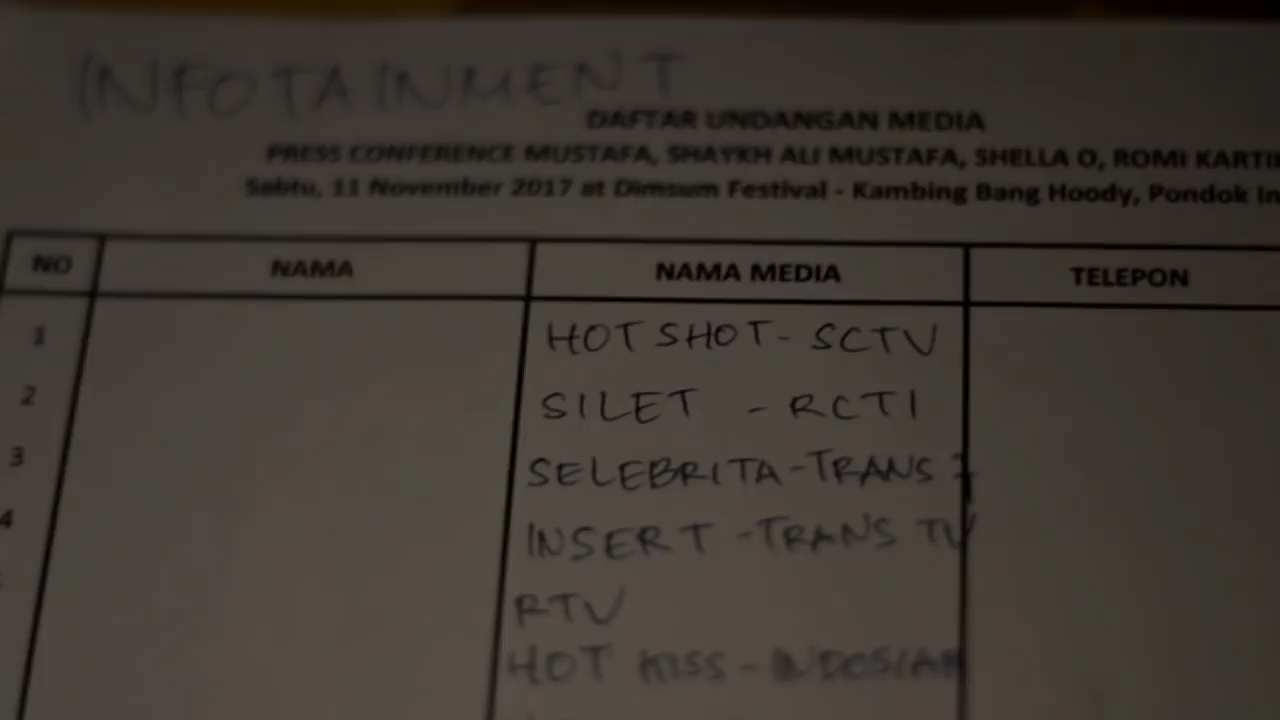 INFOTAINMENT
DAFTAR UNDANGAN MEDIA
PRESS CONFERENCE MUSTAFA, SHAYKH ALI MUSTAFA, SHELLA O, ROMI
Sabtu, 11 November 2017 at Dimsum Festival - Kambing Bang Hoody, Pondok
NO NAMA NAMA MEDIA TELEPON
1 HOT SHOT - SCTV
2 SILET - RCTI
3 SELEBRITA - TRANS 7
4 INSERT - TRANS TV
RTV
HOT KISS - INDOSIAR